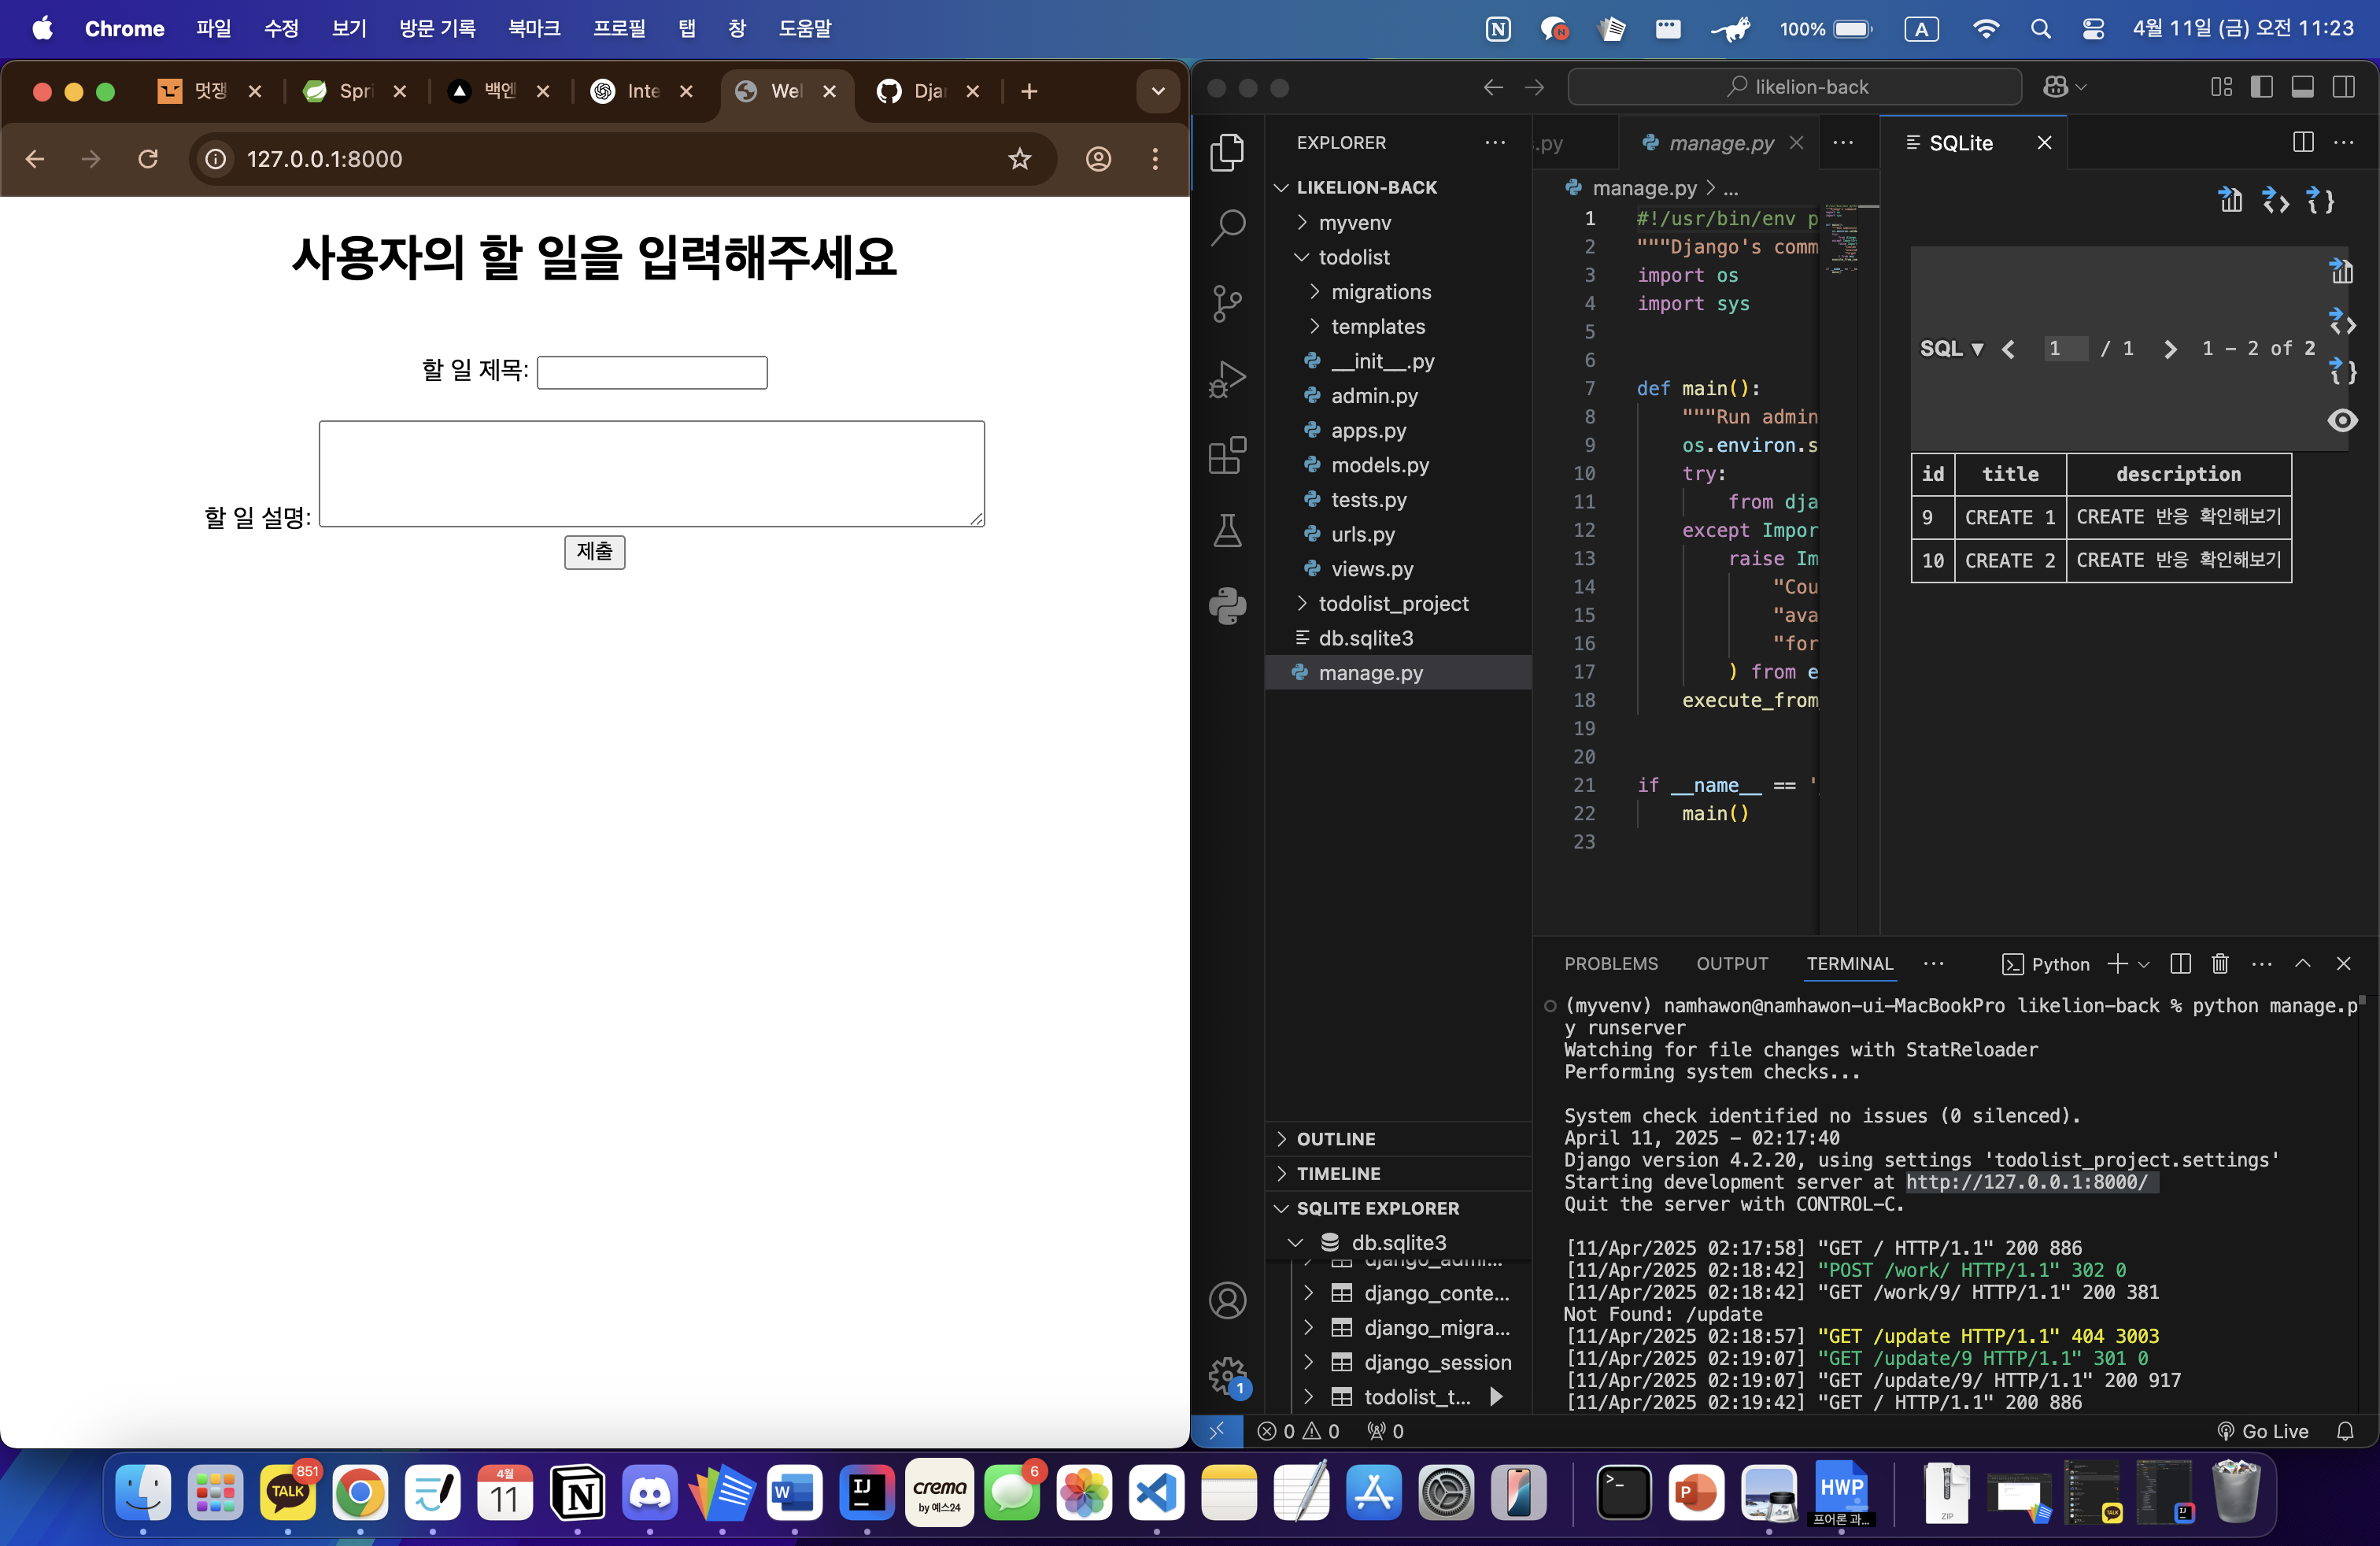 Chrome 파일 수정 보기 방문 기록 북마크 프로필 탭 창 도움말
100% A 4월 11일 (금) 오전 11:23
멋쟁 Spri 백엔 Inte Wel Djan
127.0.0.1:8000
사용자의 할 일을 입력해주세요
할 일 제목:
할 일 설명:
제출
likelion-back
EXPLORER
LIKELION-BACK
myvenv
todolist
migrations
templates
__init__.py
admin.py
apps.py
models.py
tests.py
urls.py
views.py
todolist_project
db.sqlite3
manage.py
OUTLINE
TIMELINE
SQLITE EXPLORER
db.sqlite3
django_admi...
django_conte...
django_migra...
django_session
todolist_t...
.py manage.py
manage.py > ...
1 #!/usr/bin/env p
2 """Django's comm
3 import os
4 import sys
5
6
7 def main():
8 """Run admin
9 os.environ.s
10 try:
11 from dja
12 except Impor
13 raise Im
14 "Cou
15 "ava
16 "for
17 ) from e
18 execute_from_
19
20
21 if __name__ == '
22 main()
23
SQLite
SQL ▼ < 1 / 1 > 1 - 2 of 2
id title description
9 CREATE 1 CREATE 반응 확인해보기
10 CREATE 2 CREATE 반응 확인해보기
PROBLEMS OUTPUT TERMINAL ... Python
(myvenv) namhawon@namhawon-ui-MacBookPro likelion-back % python manage.p
y runserver
Watching for file changes with StatReloader
Performing system checks...
System check identified no issues (0 silenced).
April 11, 2025 - 02:17:40
Django version 4.2.20, using settings 'todolist_project.settings'
Starting development server at http://127.0.0.1:8000/
Quit the server with CONTROL-C.
[11/Apr/2025 02:17:58] "GET / HTTP/1.1" 200 886
[11/Apr/2025 02:18:42] "POST /work/ HTTP/1.1" 302 0
[11/Apr/2025 02:18:42] "GET /work/9/ HTTP/1.1" 200 381
Not Found: /update
[11/Apr/2025 02:18:57] "GET /update HTTP/1.1" 404 3003
[11/Apr/2025 02:19:07] "GET /update/9 HTTP/1.1" 301 0
[11/Apr/2025 02:19:07] "GET /update/9/ HTTP/1.1" 200 917
[11/Apr/2025 02:19:42] "GET / HTTP/1.1" 200 886
1
0 0 0
Go Live
851 TALK
4월
11
N
W
IJ
crema
by 예스24
6
P
HWP
프어론 과...
ZIP